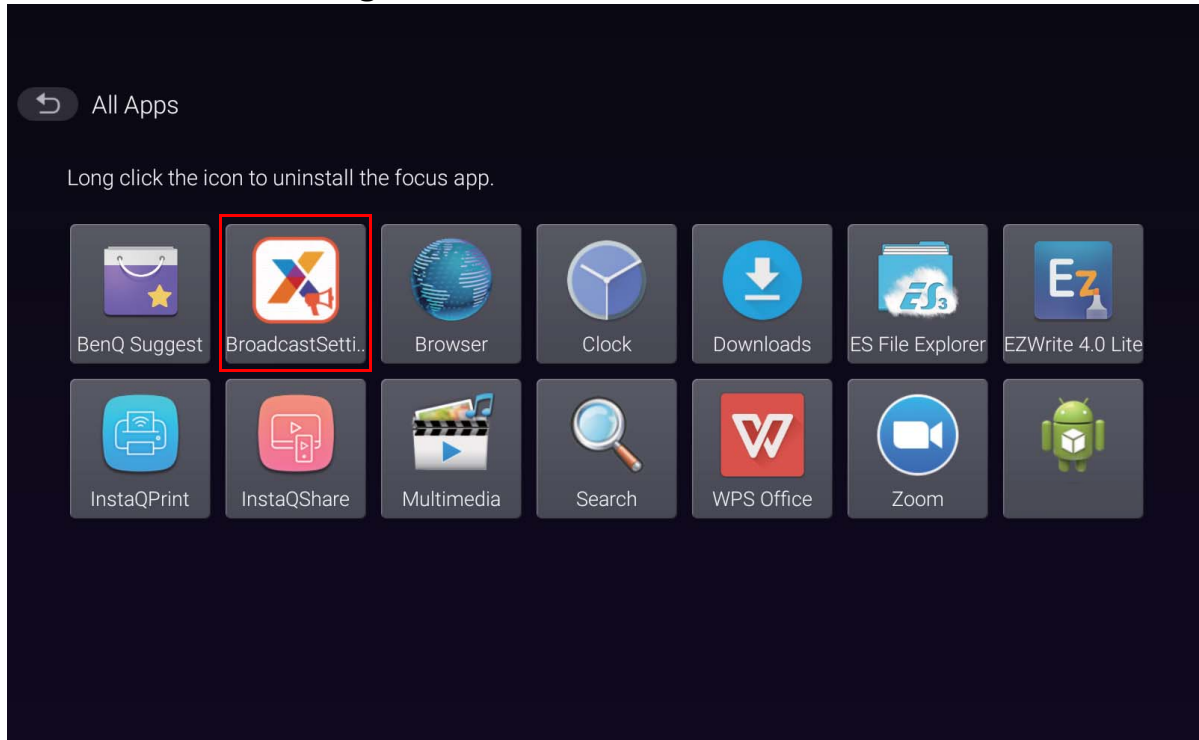 All Apps
Long click the icon to uninstall the focus app.
BenQ Suggest
BroadcastSetti..
Browser
Clock
Downloads
ES File Explorer
EZWrite 4.0 Lite
InstaQPrint
InstaQShare
Multimedia
Search
WPS Office
Zoom